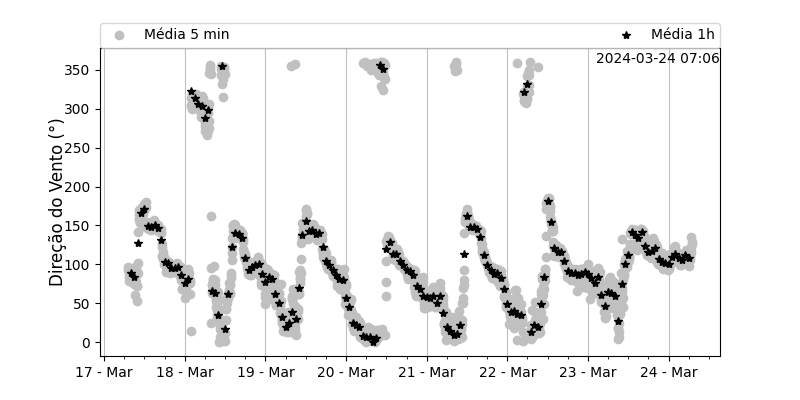 Média 5 min
Média 1h
2024-03-24 07:06
Direção do Vento (°)
350
300
250
200
150
100
50
0
17 - Mar
18 - Mar
19 - Mar
20 - Mar
21 - Mar
22 - Mar
23 - Mar
24 - Mar